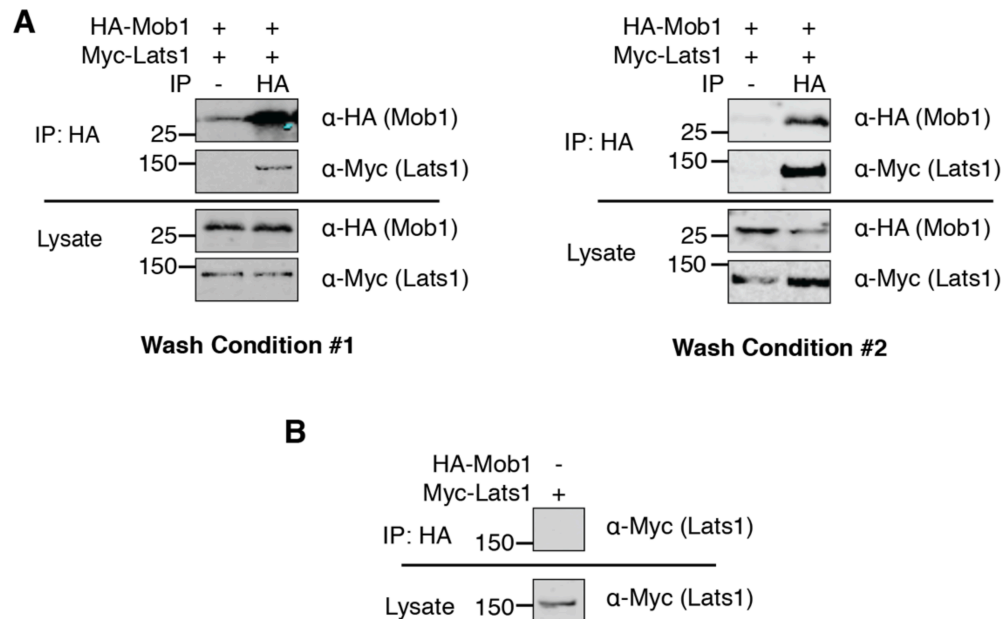 A
HA-Mob1 + +
Myc-Lats1 + +
IP - HA
IP: HA
25
α-HA (Mob1)
150
α-Myc (Lats1)
Lysate
25
α-HA (Mob1)
150
α-Myc (Lats1)
Wash Condition #1
HA-Mob1 + +
Myc-Lats1 + +
IP - HA
IP: HA
25
α-HA (Mob1)
150
α-Myc (Lats1)
Lysate
25
α-HA (Mob1)
150
α-Myc (Lats1)
Wash Condition #2
B
HA-Mob1 -
Myc-Lats1 +
IP: HA 150 α-Myc (Lats1)
Lysate 150 α-Myc (Lats1)